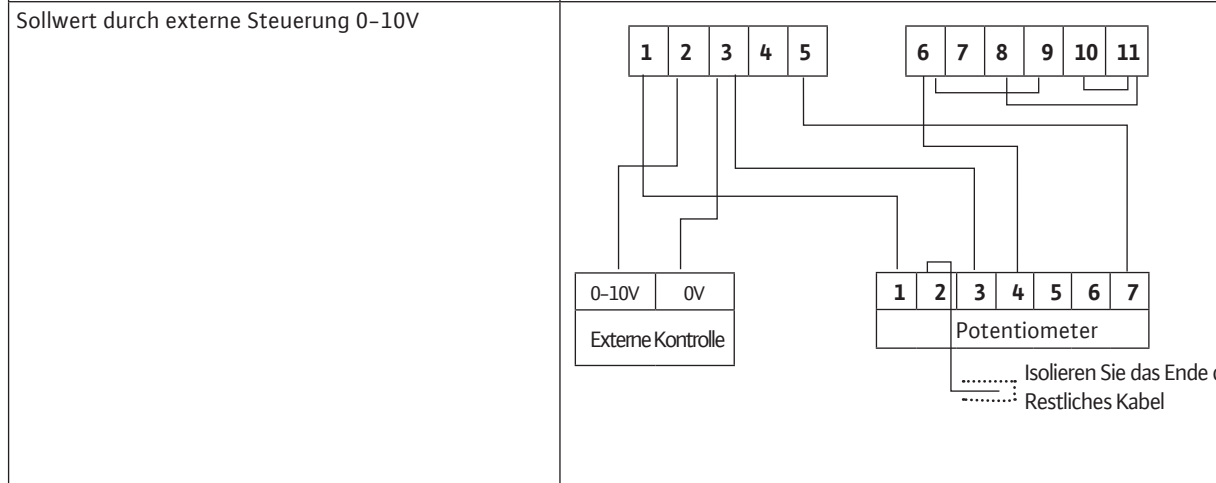 Sollwert durch externe Steuerung 0–10V
1 2 3 4 5 6 7 8 9 10 11
0–10V 0V 1 2 3 4 5 6 7
Externe Kontrolle Potentiometer
Isolieren Sie das Ende
Restliches Kabel